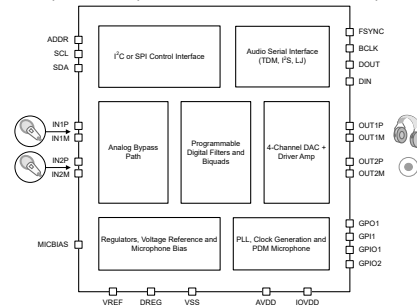 ADDR
SCL
SDA
I2C or SPI Control Interface
Audio Serial Interface
(TDM, I2S, LJ)
FSYNC
BCLK
DOUT
DIN
IN1P
IN1M
IN2P
IN2M
Analog Bypass
Path
Programmable
Digital Filters and
Biquads
4-Channel DAC +
Driver Amp
OUT1P
OUT1M
OUT2P
OUT2M
MICBIAS
Regulators, Voltage Reference and
Microphone Bias
PLL, Clock Generation and
PDM Microphone
GPO1
GPI1
GPIO1
GPIO2
VREF
DREG
VSS
AVDD
IOVDD